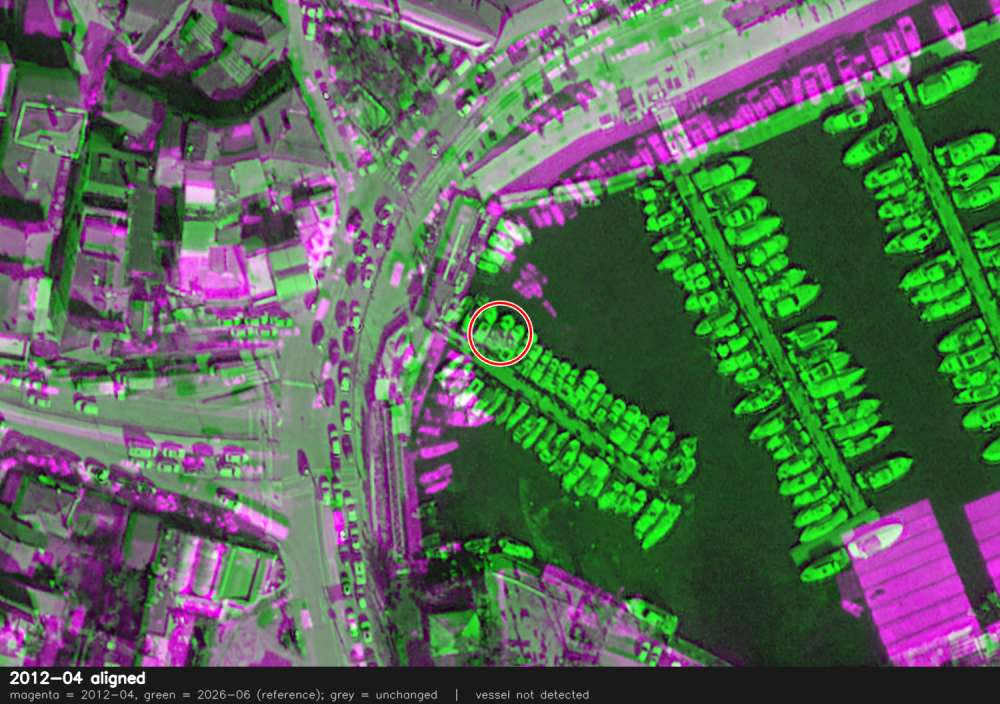 2012-04 aligned
magenta = 2012-04, green = 2026-06 (reference); grey = unchanged | vessel not detected